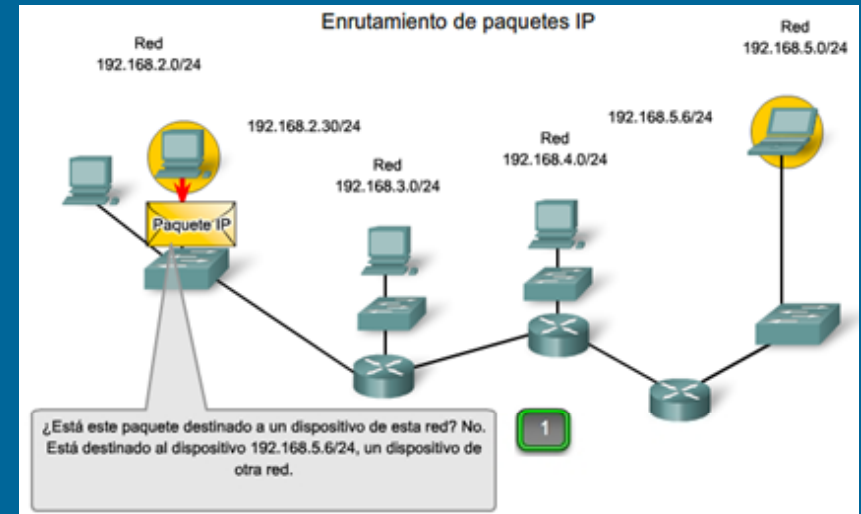 Enrutamiento de paquetes IP
Red
192.168.2.0/24
Red
192.168.5.0/24
192.168.2.30/24
192.168.5.6/24
Red
192.168.3.0/24
Red
192.168.4.0/24
Paquete IP
¿Está este paquete destinado a un dispositivo de esta red? No.
Está destinado al dispositivo 192.168.5.6/24, un dispositivo de
otra red.
1